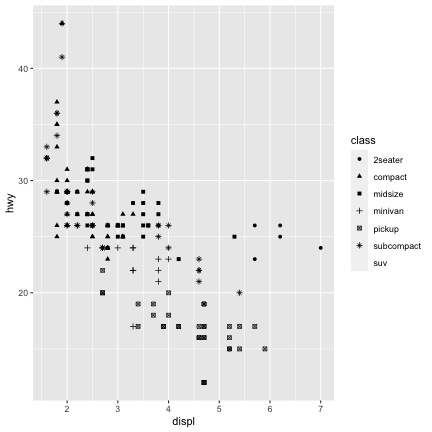 40
30
20
hwy
2
3
4
5
6
7
displ
class
2seater
compact
midsize
minivan
pickup
subcompact
suv